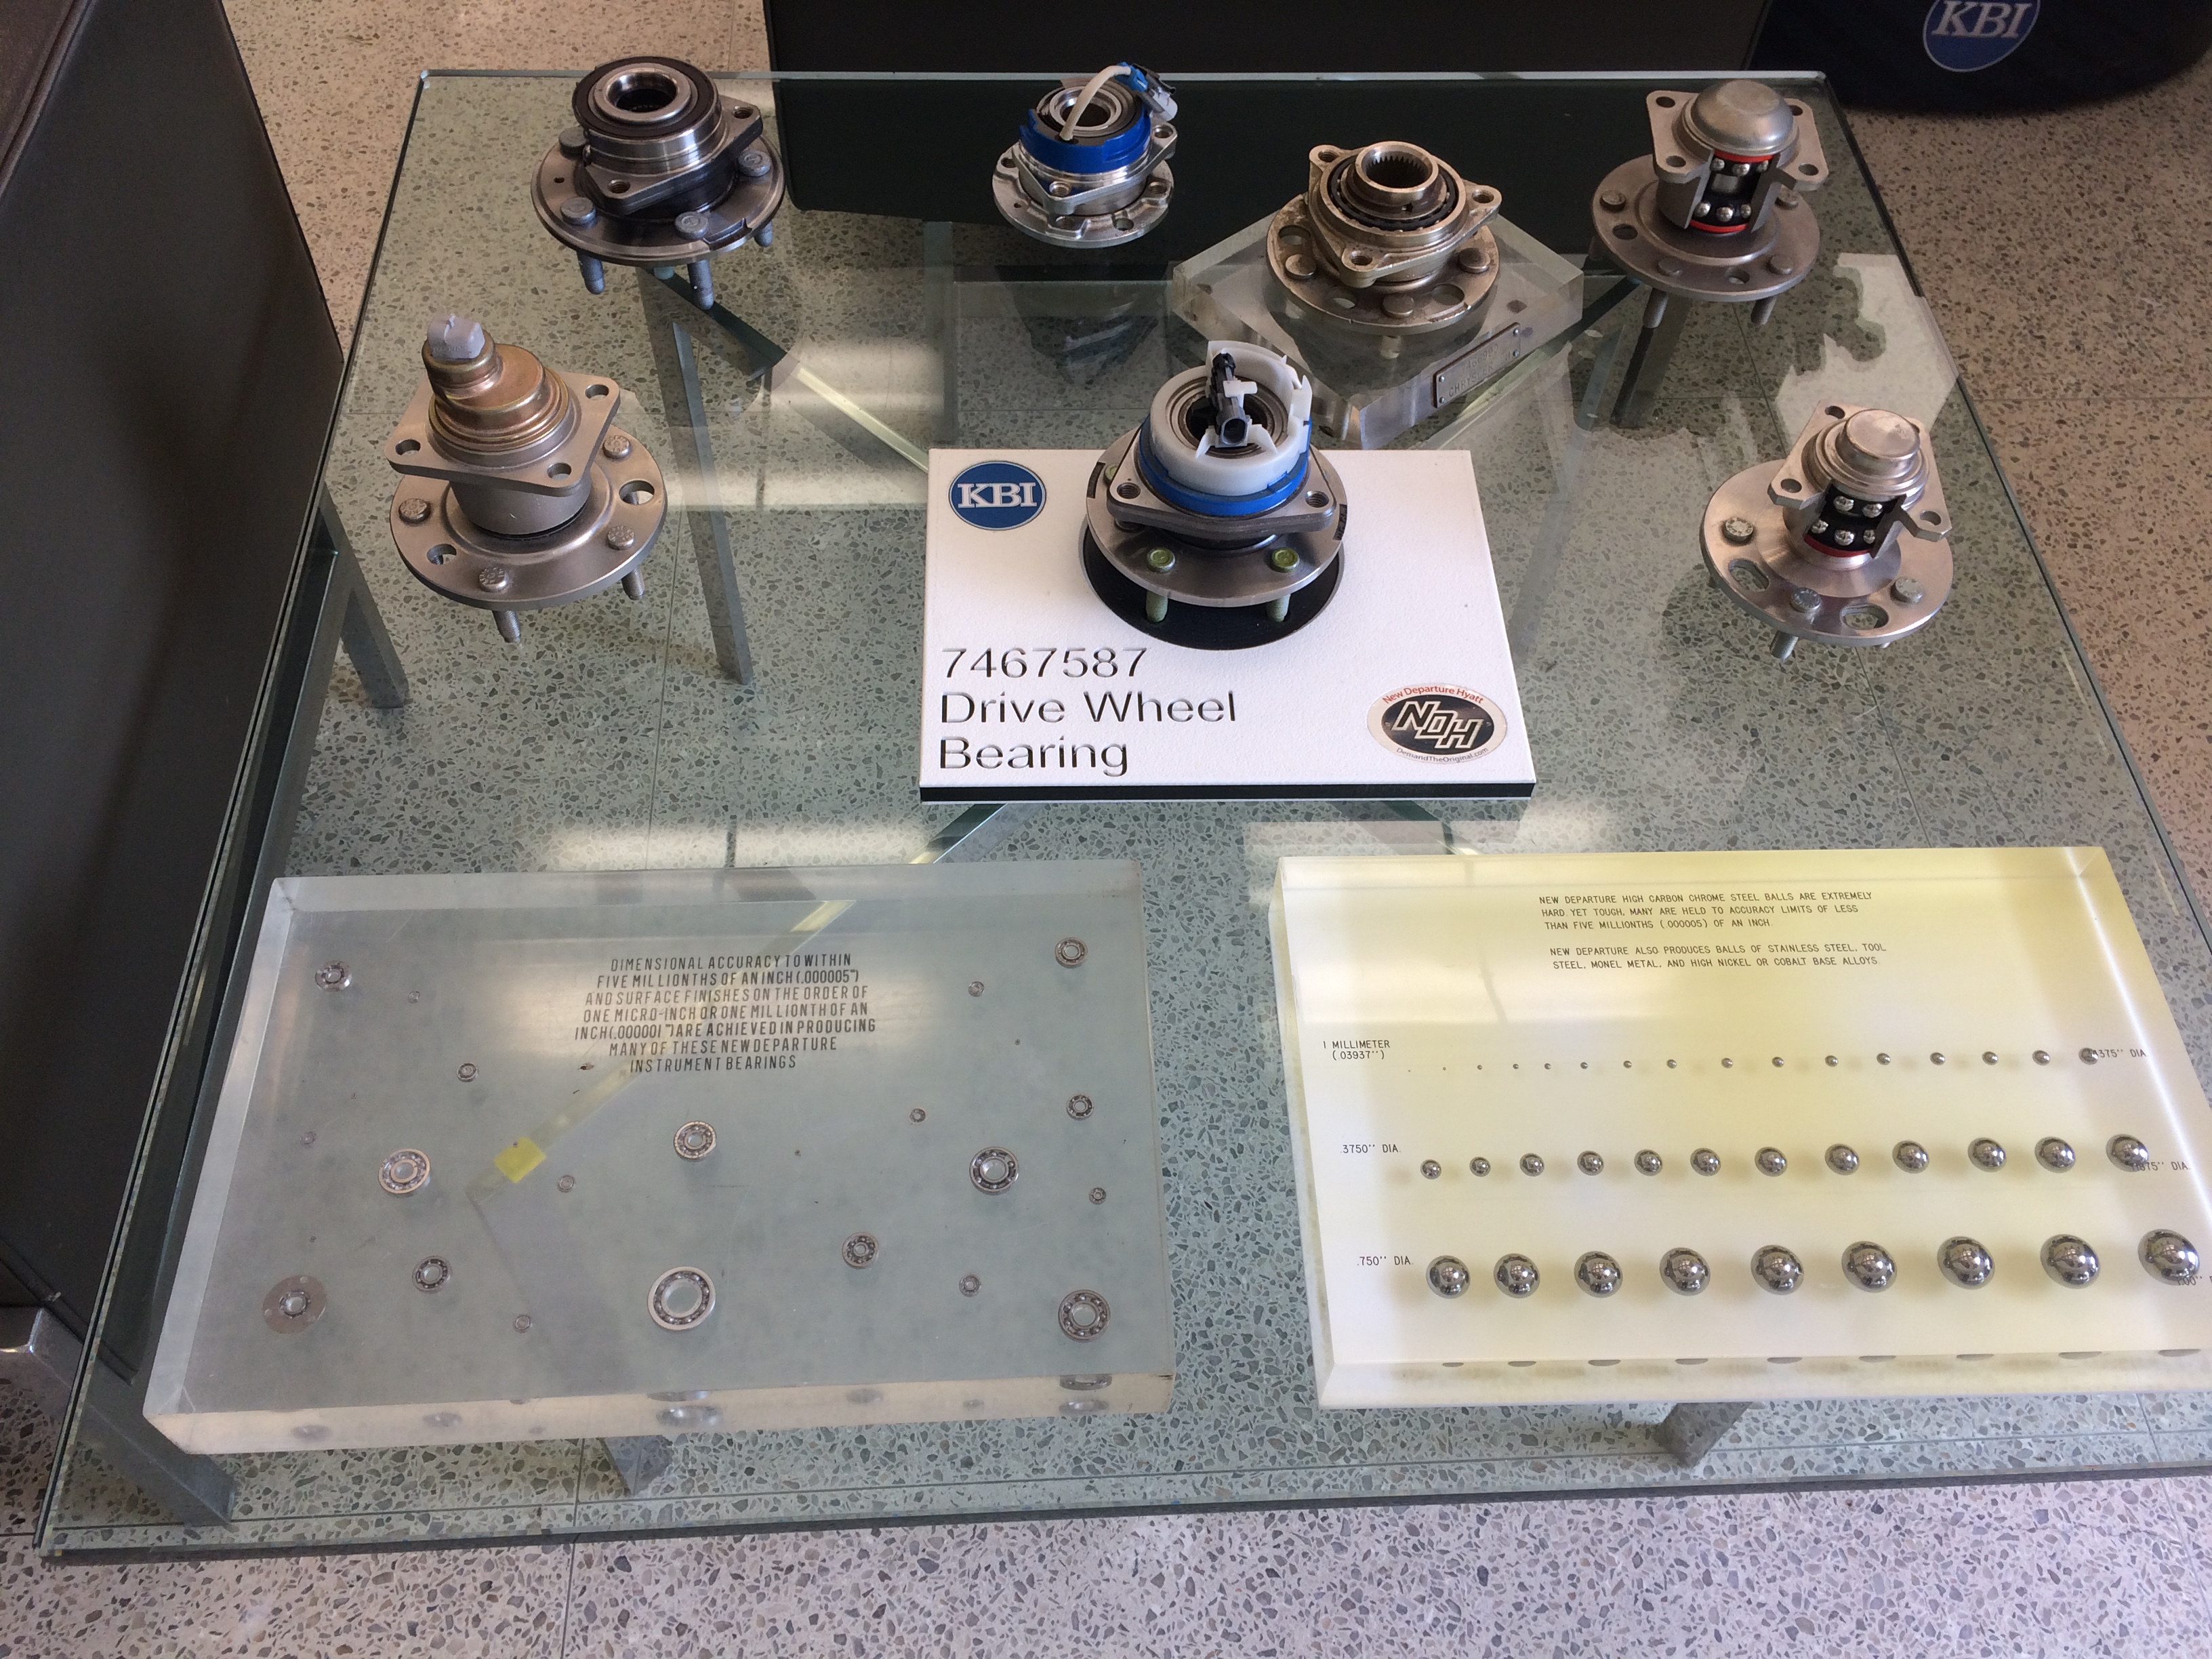 KBI
KBI
7467587
Drive Wheel
Bearing
New Departure Hyatt
NDH
DemandTheOriginal.com
DIMENSIONAL ACCURACY TO WITHIN
FIVE MILLIONTHS OF AN INCH (.000005")
AND SURFACE FINISHES ON THE ORDER OF
ONE MICRO-INCH OR ONE MILLIONTH OF AN
INCH (.000001") ARE ACHIEVED IN PRODUCING
MANY OF THESE NEW DEPARTURE
INSTRUMENT BEARINGS
NEW DEPARTURE HIGH CARBON CHROME STEEL BALLS ARE EXTREMELY
HARD YET TOUGH, MANY ARE HELD TO ACCURACY LIMITS OF LESS
THAN FIVE MILLIONTHS (.000005) OF AN INCH
NEW DEPARTURE ALSO PRODUCES BALLS OF STAINLESS STEEL, TOOL
STEEL, MONEL METAL, AND HIGH NICKEL OR COBALT BASE ALLOYS.
1 MILLIMETER
(.03937'')
DIA
.3750'' DIA.
DIA.
.750'' DIA.